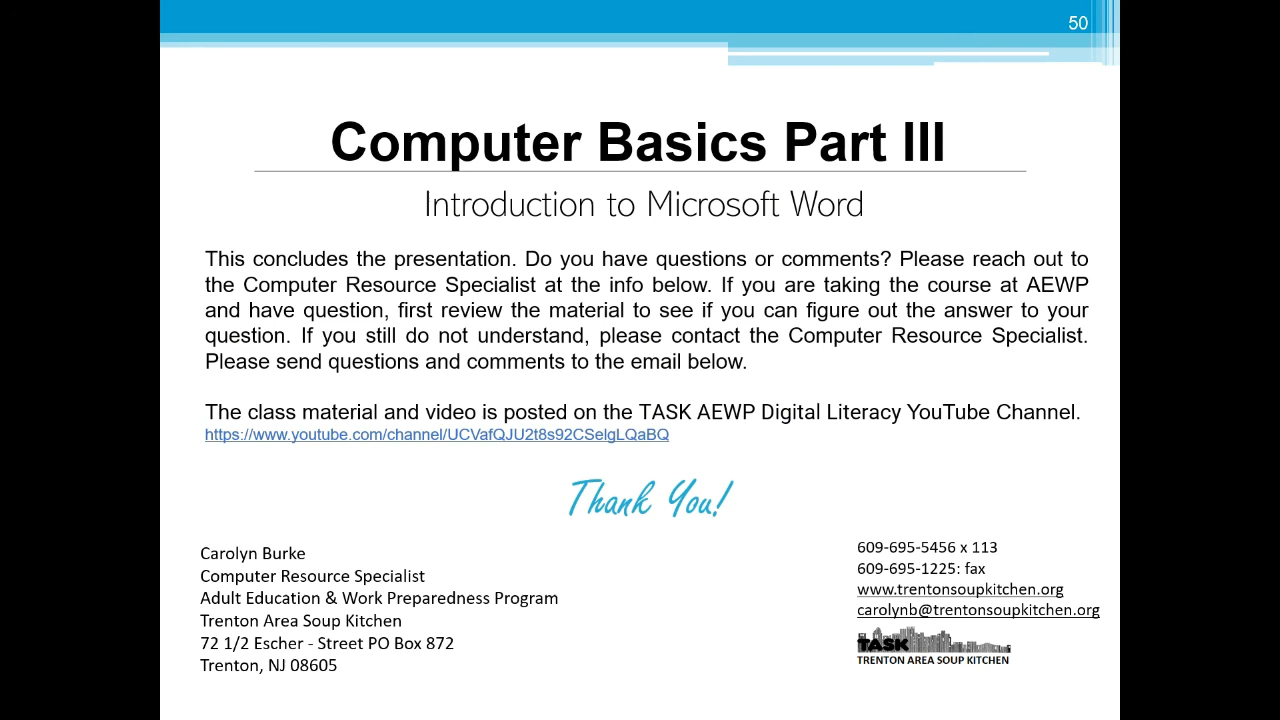 50
Computer Basics Part III
Introduction to Microsoft Word
This concludes the presentation. Do you have questions or comments? Please reach out to
the Computer Resource Specialist at the info below. If you are taking the course at AEWP
and have question, first review the material to see if you can figure out the answer to your
question. If you still do not understand, please contact the Computer Resource Specialist.
Please send questions and comments to the email below.
The class material and video is posted on the TASK AEWP Digital Literacy YouTube Channel.
https://www.youtube.com/channel/UCVafQJU2t8s92CSelgLQaBQ
Thank You!
Carolyn Burke
Computer Resource Specialist
Adult Education & Work Preparedness Program
Trenton Area Soup Kitchen
72 1/2 Escher - Street PO Box 872
Trenton, NJ 08605
609-695-5456 x 113
609-695-1225: fax
www.trentonsoupkitchen.org
carolynb@trentonsoupkitchen.org
TASK
TRENTON AREA SOUP KITCHEN